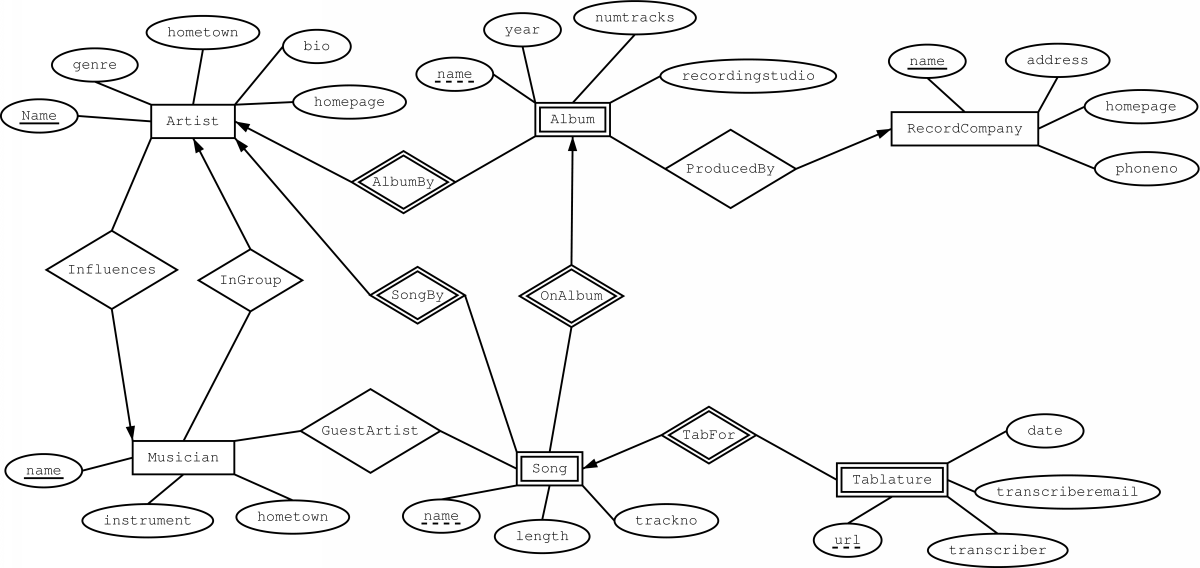 numtracks
year
hometown
bio
genre
name
recordingstudio
name
address
homepage
homepage
Name
Artist
Album
RecordCompany
phoneno
AlbumBy
ProducedBy
Influences
InGroup
SongBy
OnAlbum
GuestArtist
TabFor
date
Musician
Song
Tablature
name
transcriberemail
instrument
hometown
name
length
trackno
url
transcriber